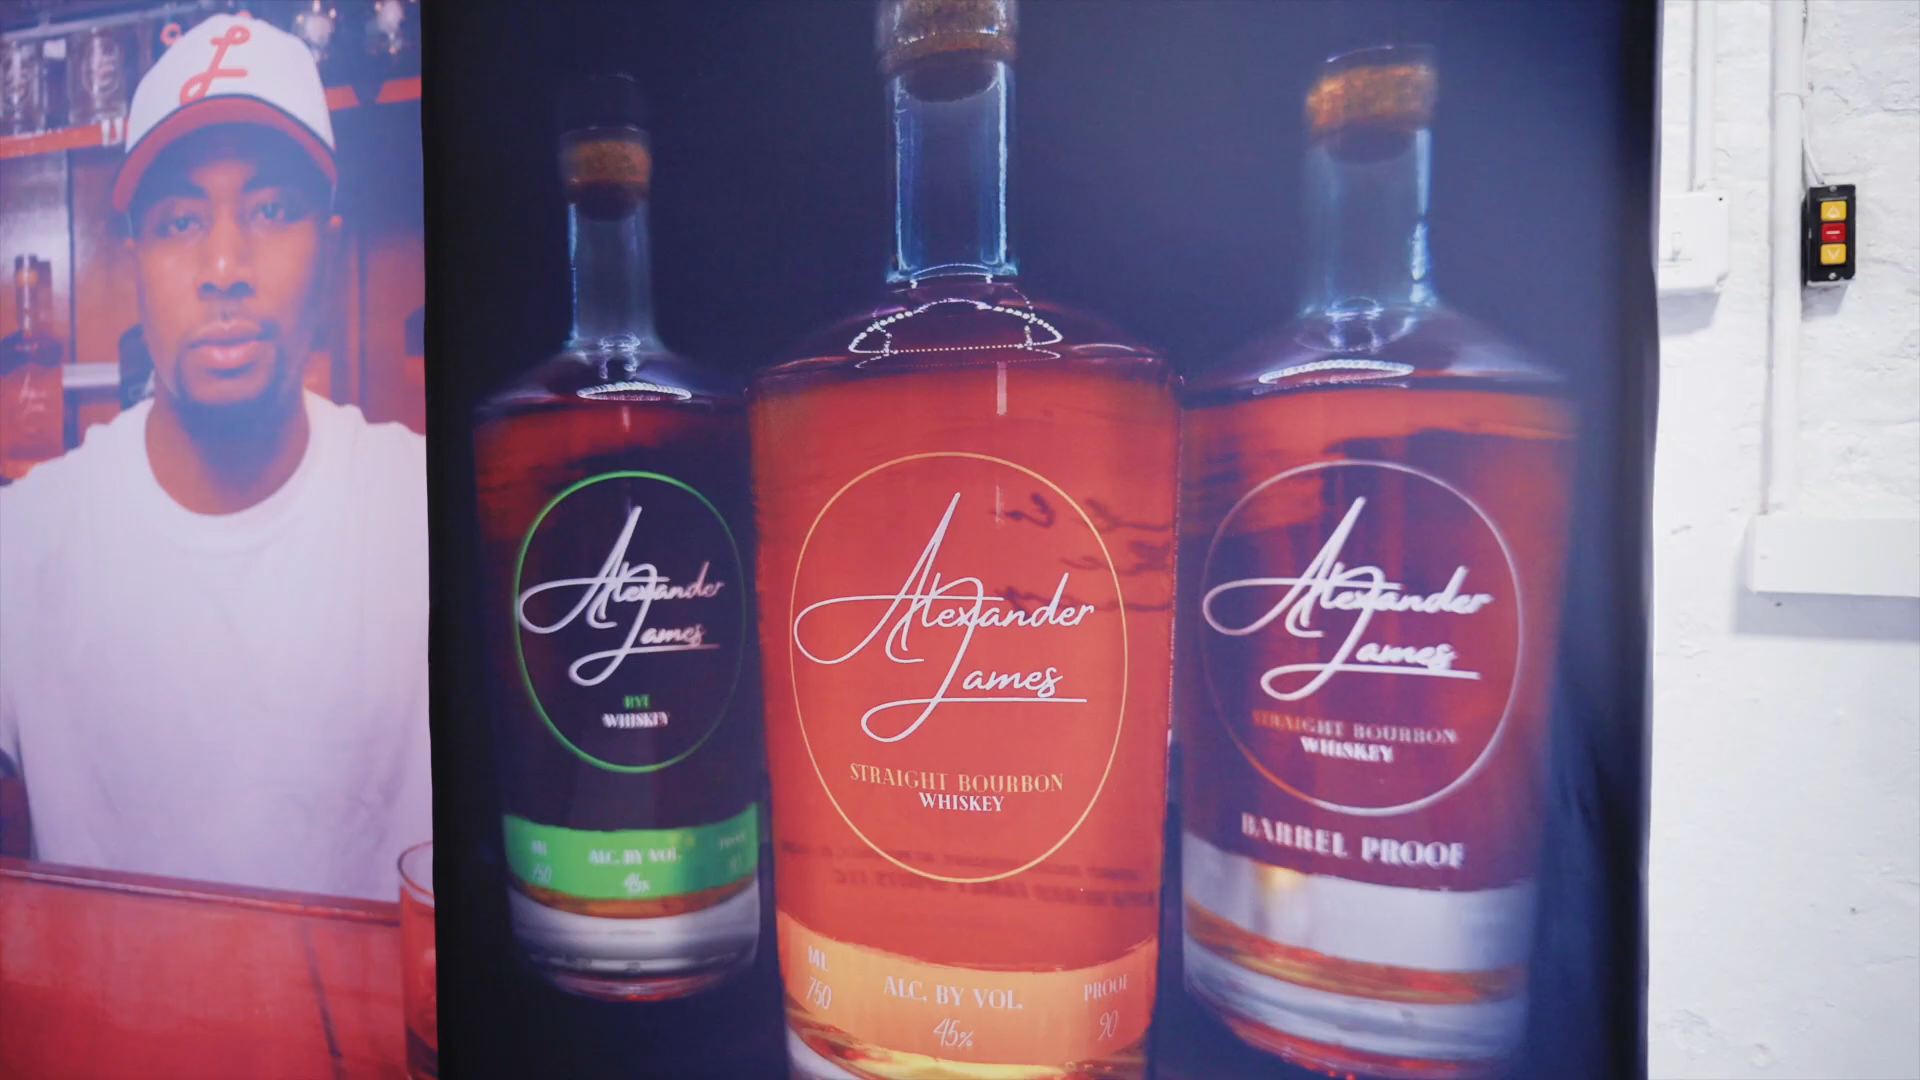 L
Alexander
James
RYE
WHISKEY
ML
750
ALC. BY VOL.
45%
Alexander
James
STRAIGHT BOURBON
WHISKEY
ML
750
ALC. BY VOL.
45%
PROOF
90
Alexander
James
STRAIGHT BOURBON
WHISKEY
BARREL PROOF